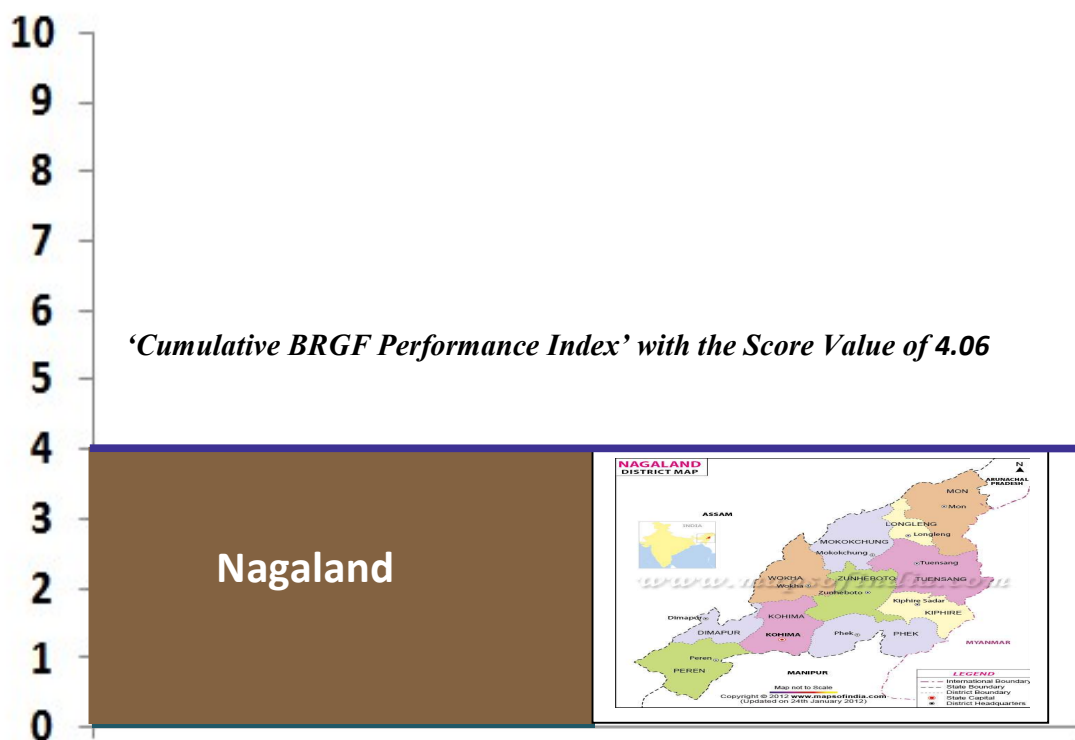 10
9
8
7
6
‘Cumulative BRGF Performance Index’ with the Score Value of 4.06
5
4
3
Nagaland
2
1
0
NAGALAND
DISTRICT MAP
N
ARUNACHAL
PRADESH
MON
Mon
ASSAM
INDIA
LONGLENG
Longleng
MOKOKCHUNG
Mokokchung
Tuensang
TUENSANG
www.mapsofindia.com
WOKHA
Wokha
ZUNHEBOTO
Zunheboto
Kiphire Sadar
KIPHIRE
Dimapur
DIMAPUR
KOHIMA
KOHIMA
Phek
PHEK
MYANMAR
Peren
PEREN
MANIPUR
Map not to Scale
Copyright © 2012 www.mapsofindia.com
(Updated on 24th January 2012)
LEGEND
International Boundary
State Boundary
District Boundary
State Capital
District Headquarters